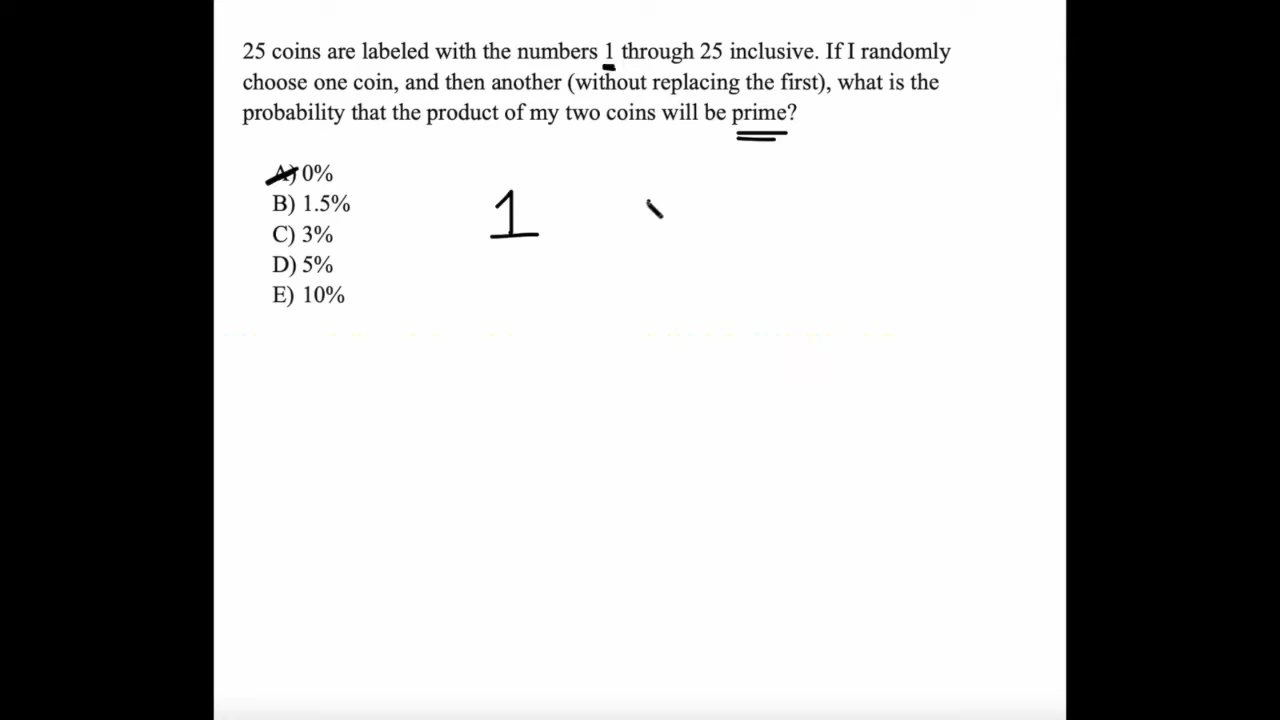 25 coins are labeled with the numbers 1 through 25 inclusive. If I randomly
choose one coin, and then another (without replacing the first), what is the
probability that the product of my two coins will be prime?
A) 0%
B) 1.5%
C) 3%
D) 5%
E) 10%
1